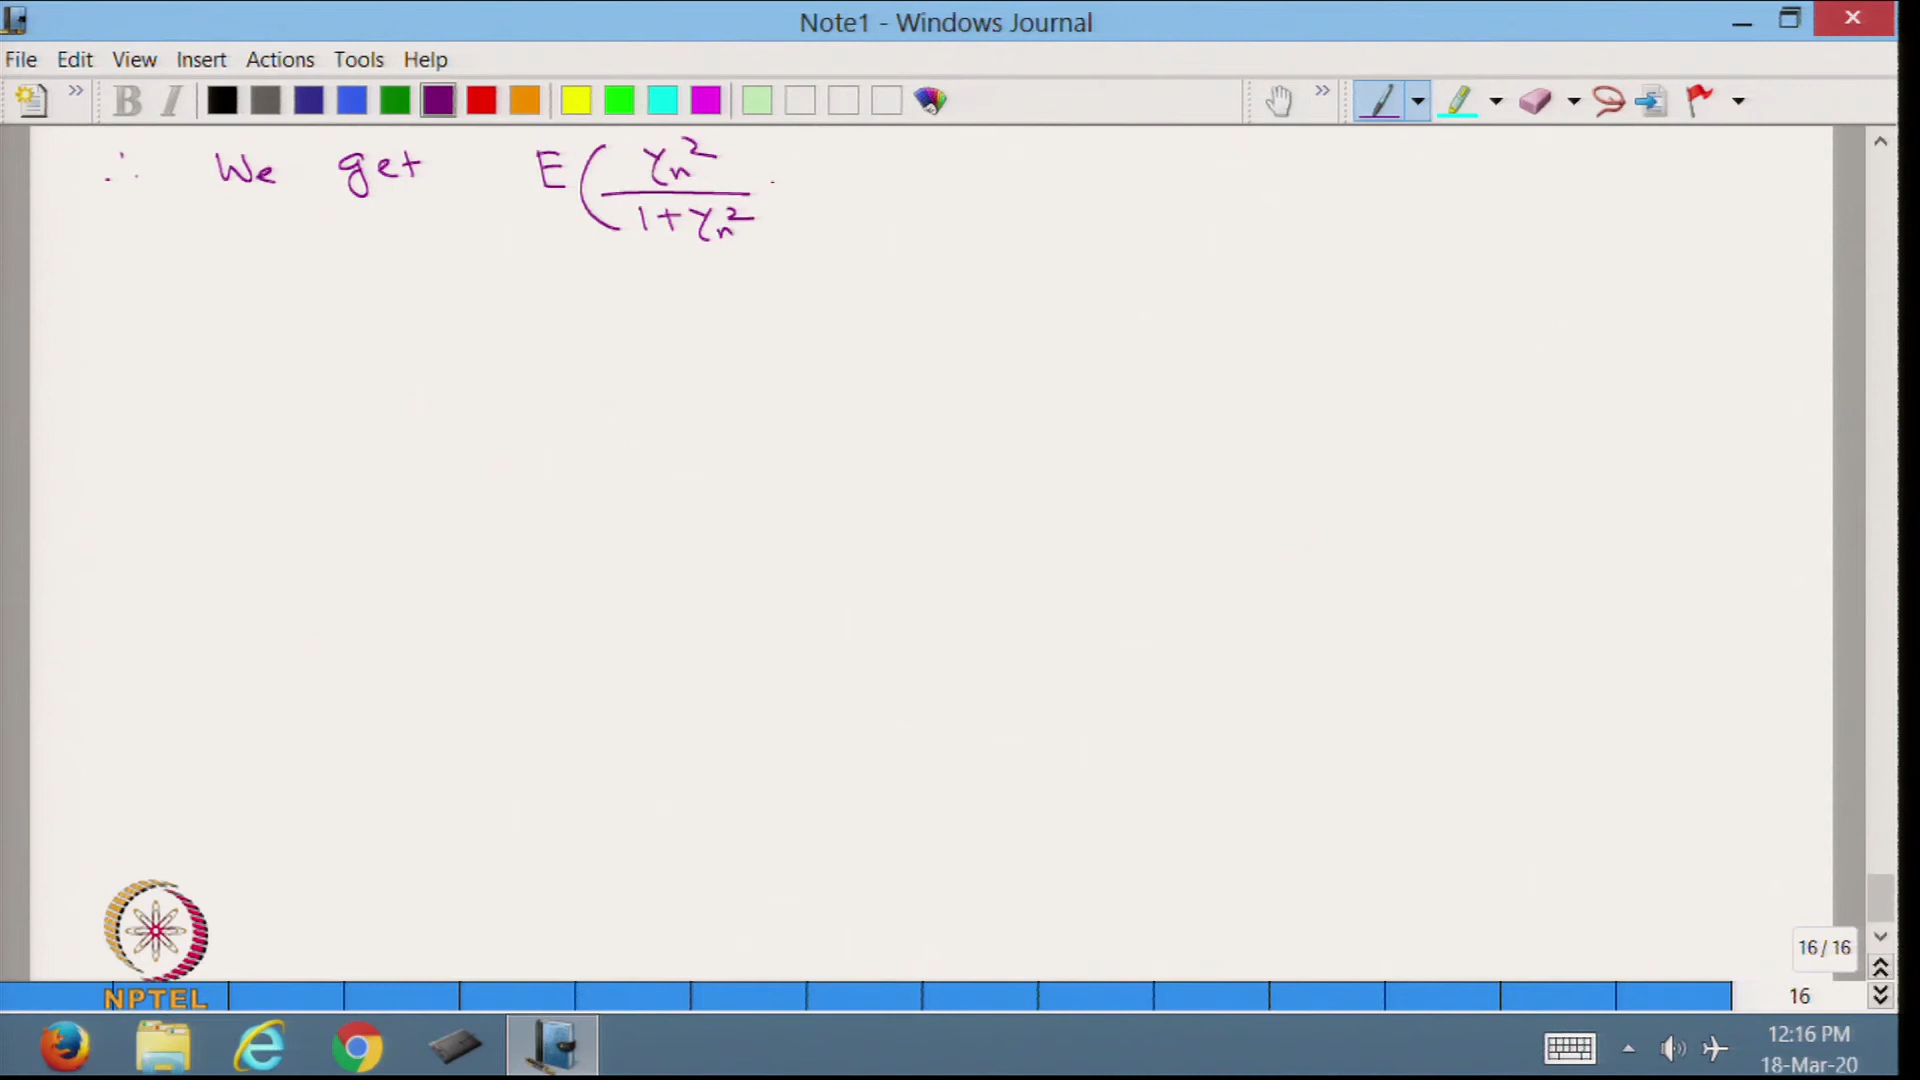 Note1 - Windows Journal
File Edit View Insert Actions Tools Help
B I
∴ We get E(Yn²/1+Yn²
16 / 16
NPTEL
16
12:16 PM
18-Mar-20